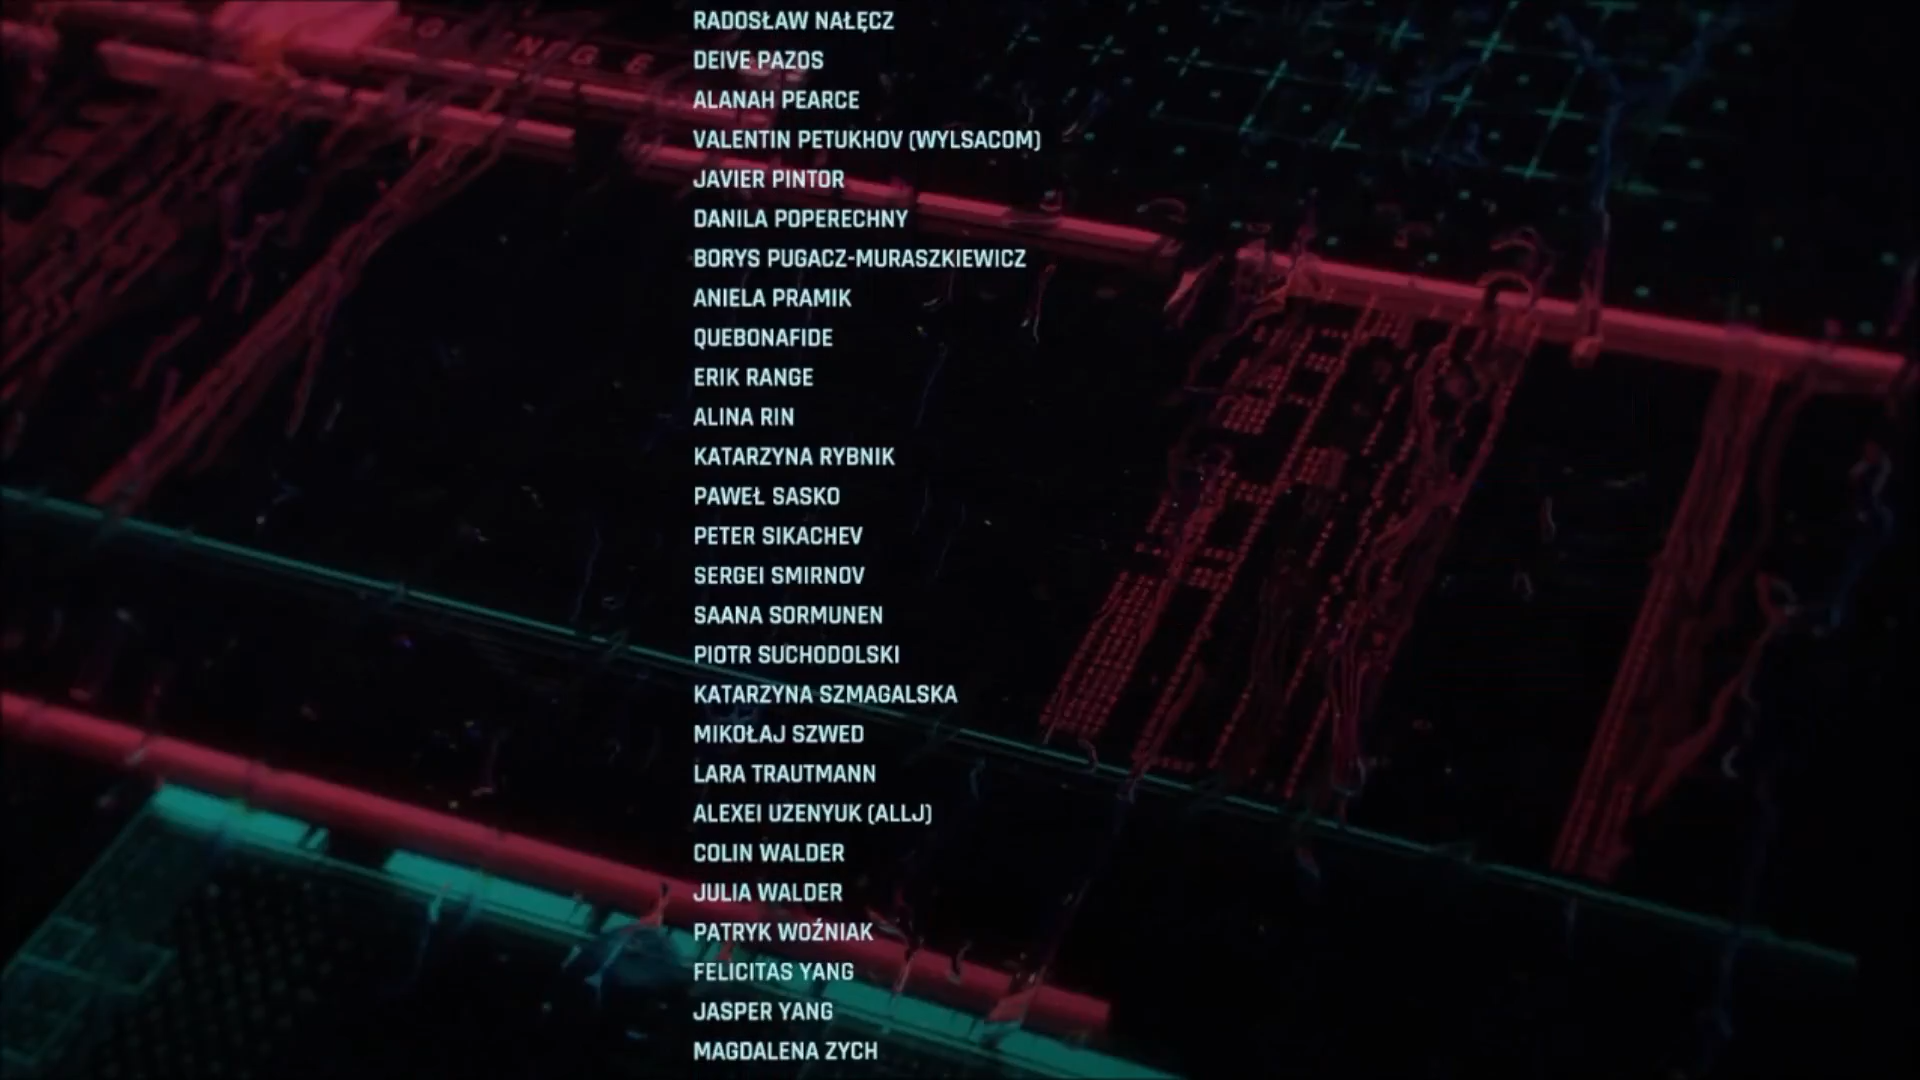 RADOSŁAW NAŁĘCZ
DEIVE PAZOS
ALANAH PEARCE
VALENTIN PETUKHOV (WYLSACOM)
JAVIER PINTOR
DANILA POPERECHNY
BORYS PUGACZ-MURASZKIEWICZ
ANIELA PRAMIK
QUEBONAFIDE
ERIK RANGE
ALINA RIN
KATARZYNA RYBNIK
PAWEŁ SASKO
PETER SIKACHEV
SERGEI SMIRNOV
SAANA SORMUNEN
PIOTR SUCHODOLSKI
KATARZYNA SZMAGALSKA
MIKOŁAJ SZWED
LARA TRAUTMANN
ALEXEI UZENYUK (ALLJ)
COLIN WALDER
JULIA WALDER
PATRYK WOŹNIAK
FELICITAS YANG
JASPER YANG
MAGDALENA ZYCH